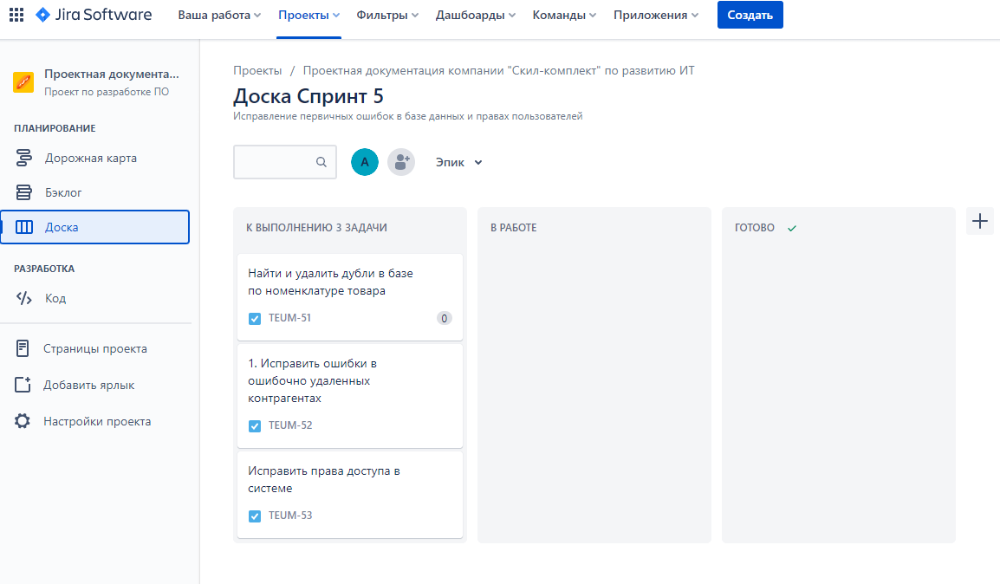 Jira Software Ваша работа Проекты Фильтры Дашборды Команды Приложения Создать
Проектная документа...
Проект по разработке ПО
ПЛАНИРОВАНИЕ
Дорожная карта
Бэклог
Доска
РАЗРАБОТКА
Код
Страницы проекта
Добавить ярлык
Настройки проекта
Проекты / Проектная документация компании "Скил-комплект" по развитию ИТ
Доска Спринт 5
Исправление первичных ошибок в базе данных и правах пользователей
А Эпик
К ВЫПОЛНЕНИЮ 3 ЗАДАЧИ
Найти и удалить дубли в базе
по номенклатуре товара
TEUM-51 0
1. Исправить ошибки в
ошибочно удаленных
контрагентах
TEUM-52
Исправить права доступа в
системе
TEUM-53
В РАБОТЕ
ГОТОВО